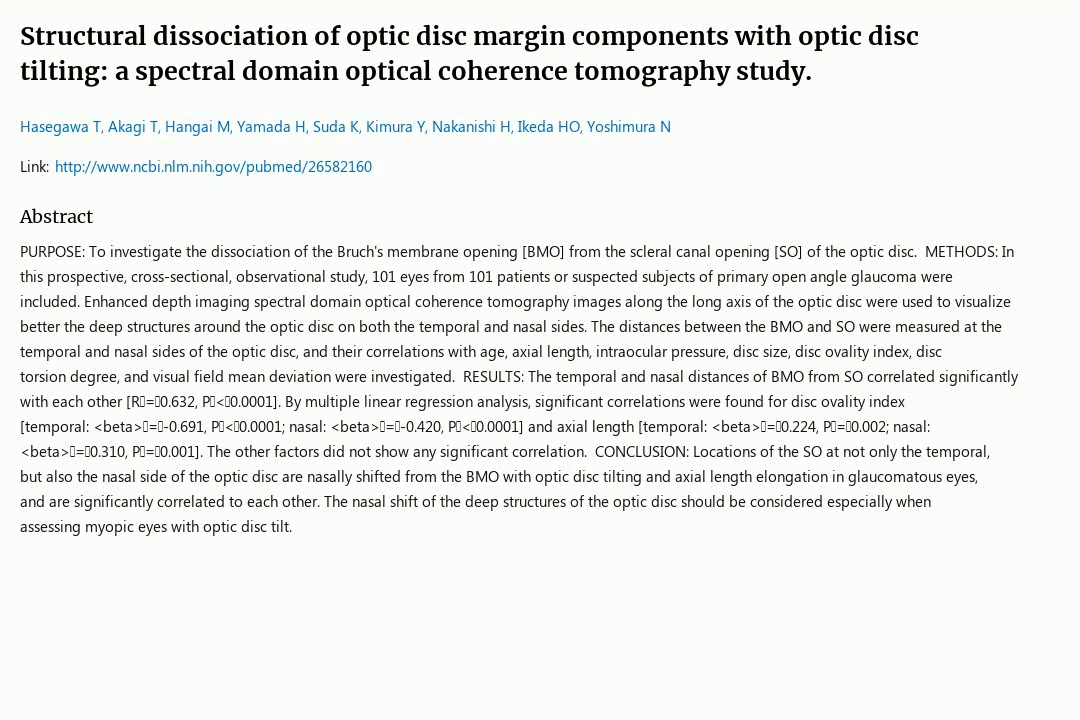 Structural dissociation of optic disc margin components with optic disc
tilting: a spectral domain optical coherence tomography study.
Hasegawa T, Akagi T, Hangai M, Yamada H, Suda K, Kimura Y, Nakanishi H, Ikeda HO, Yoshimura N
Link: http://www.ncbi.nlm.nih.gov/pubmed/26582160
Abstract
PURPOSE: To investigate the dissociation of the Bruch's membrane opening [BMO] from the scleral canal opening [SO] of the optic disc.  METHODS: In
this prospective, cross-sectional, observational study, 101 eyes from 101 patients or suspected subjects of primary open angle glaucoma were
included. Enhanced depth imaging spectral domain optical coherence tomography images along the long axis of the optic disc were used to visualize
better the deep structures around the optic disc on both the temporal and nasal sides. The distances between the BMO and SO were measured at the
temporal and nasal sides of the optic disc, and their correlations with age, axial length, intraocular pressure, disc size, disc ovality index, disc
torsion degree, and visual field mean deviation were investigated.  RESULTS: The temporal and nasal distances of BMO from SO correlated significantly
with each other [R = 0.632, P < 0.0001]. By multiple linear regression analysis, significant correlations were found for disc ovality index
[temporal: <beta> = -0.691, P < 0.0001; nasal: <beta> = -0.420, P < 0.0001] and axial length [temporal: <beta> = 0.224, P = 0.002; nasal:
<beta> = 0.310, P = 0.001]. The other factors did not show any significant correlation.  CONCLUSION: Locations of the SO at not only the temporal,
but also the nasal side of the optic disc are nasally shifted from the BMO with optic disc tilting and axial length elongation in glaucomatous eyes,
and are significantly correlated to each other. The nasal shift of the deep structures of the optic disc should be considered especially when
assessing myopic eyes with optic disc tilt.